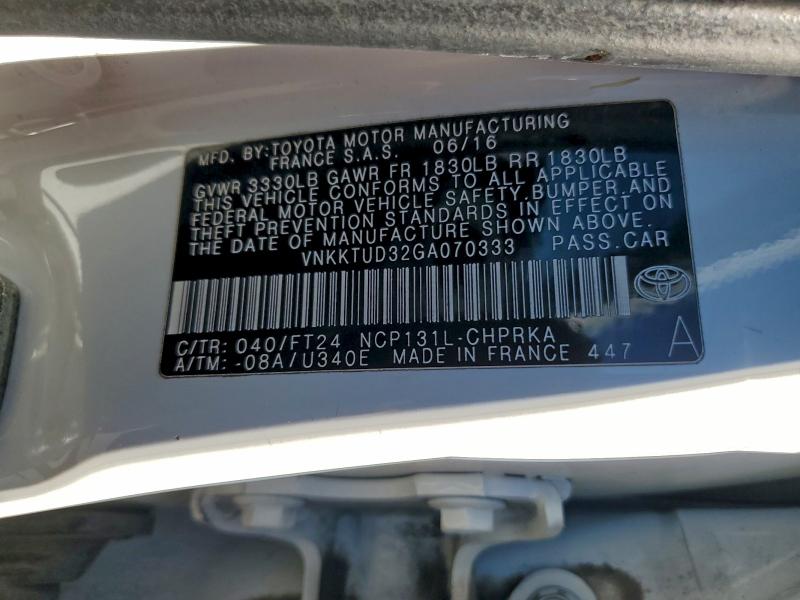 MFD. BY:TOYOTA MOTOR MANUFACTURING
FRANCE S.A.S. 06/16
GVWR 3330LB GAWR FR 1830LB RR 1830LB
THIS VEHICLE CONFORMS TO ALL APPLICABLE
FEDERAL MOTOR VEHICLE SAFETY,BUMPER,AND
THEFT PREVENTION STANDARDS IN EFFECT ON
THE DATE OF MANUFACTURE SHOWN ABOVE.
VNKKTUD32GA070333 PASS.CAR
C/TR: 040/FT24 NCP131L-CHPRKA
A/TM: -08A/U340E MADE IN FRANCE 447 A